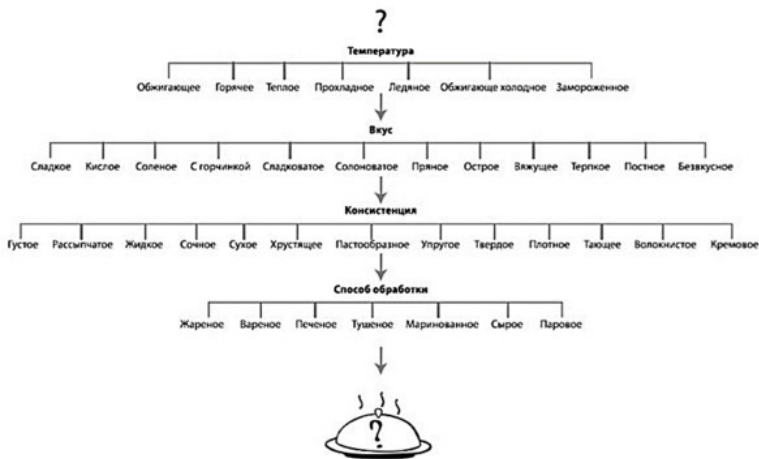 ?
Температура
Обжигающее Горячее Теплое Прохладное Ледяное Обжигающе холодное Замороженное
Вкус
Сладкое Кислое Соленое С горчинкой Сладковатое Солоноватое Пряное Острое Вяжущее Терпкое Постное Безвкусное
Консистенция
Густое Рассыпчатое Жидкое Сочное Сухое Хрустящее Пастообразное Упругое Твердое Плотное Тающее Волокнистое Кремовое
Способ обработки
Жареное Вареное Печеное Тушеное Маринованное Сырое Паровое
?